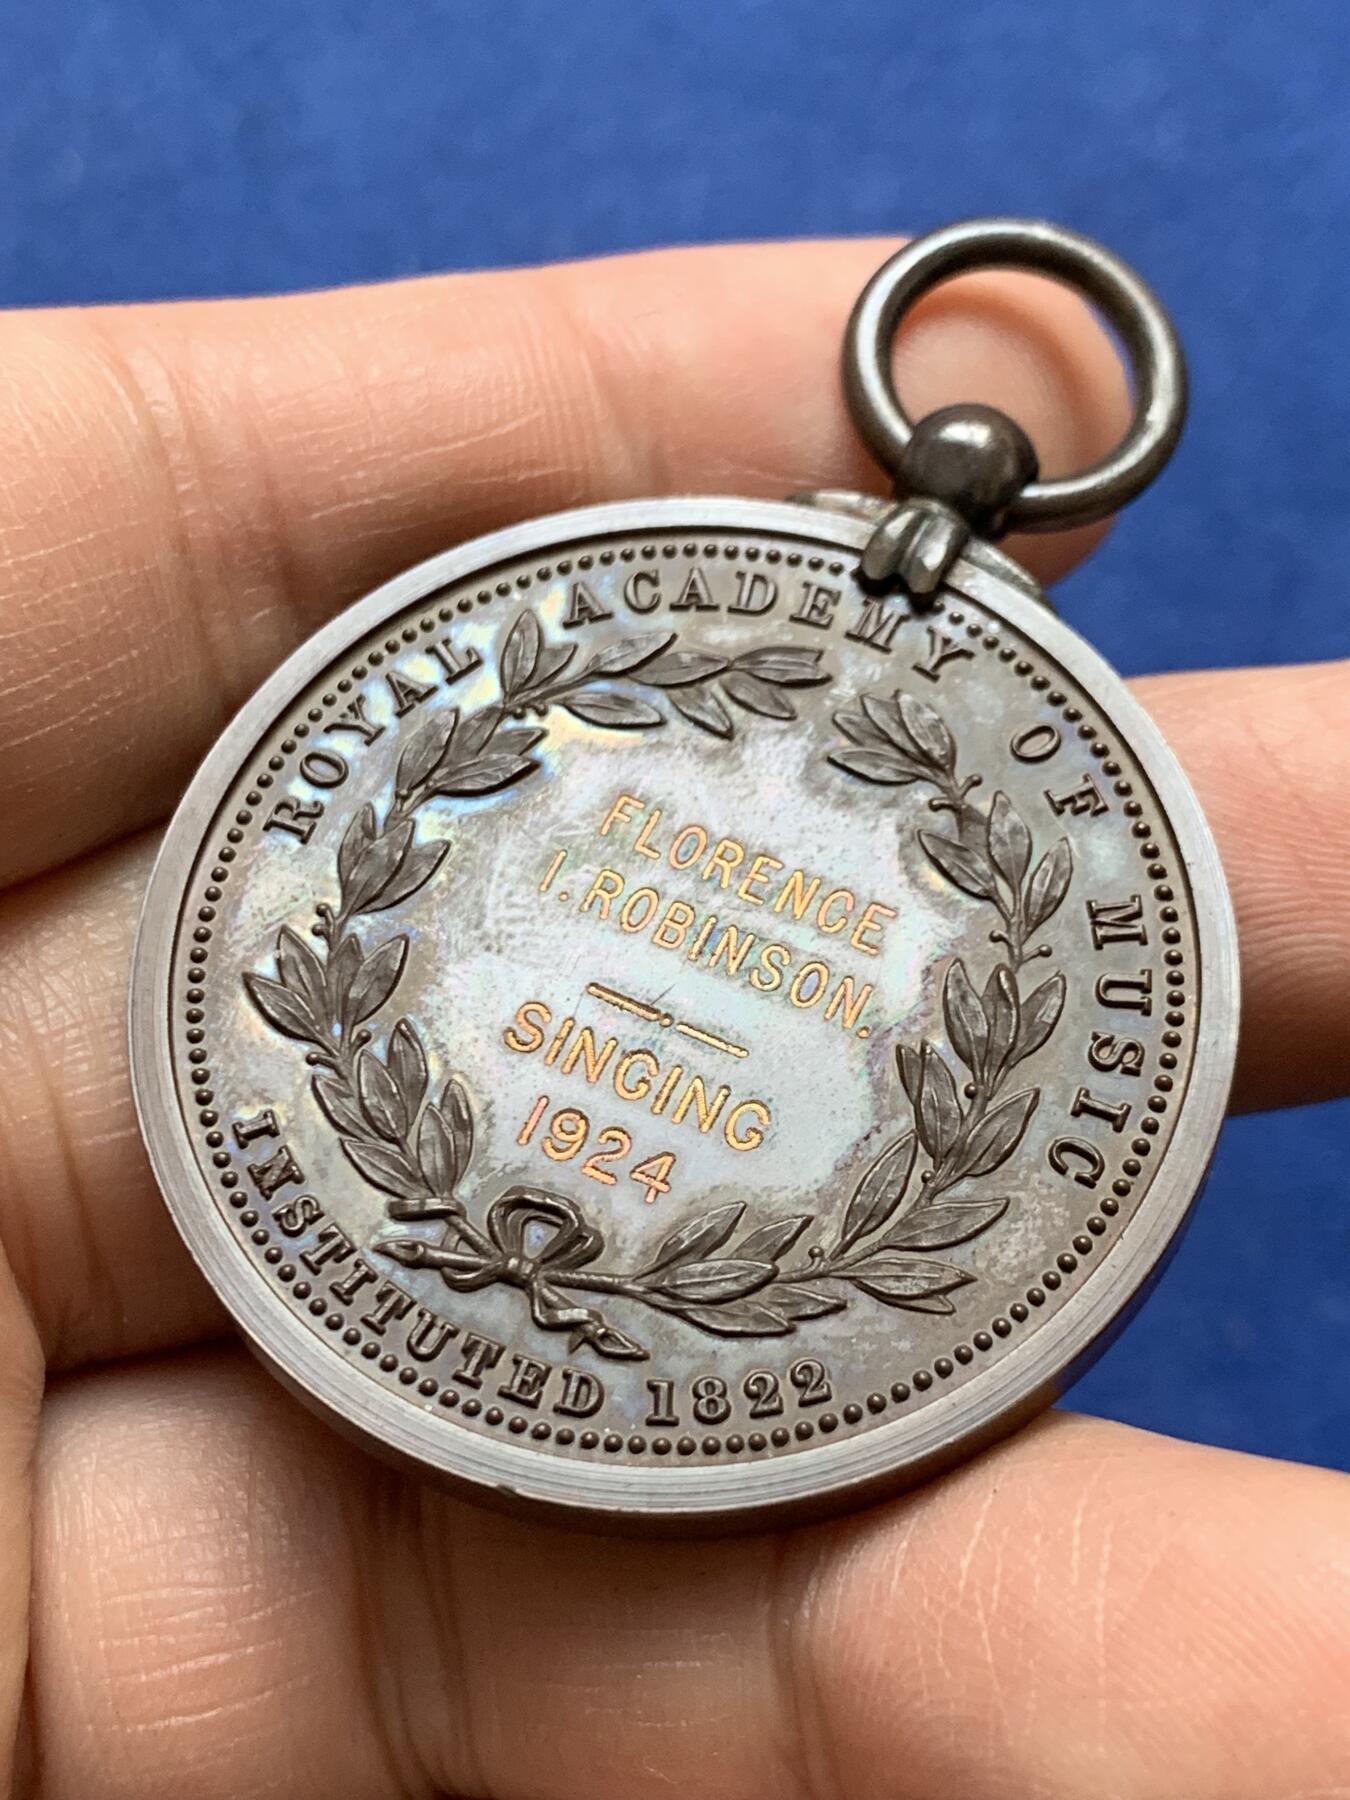 ROYAL ACADEMY OF MUSIC
FLORENCE
I. ROBINSON.
SINGING
1924
INSTITUTED 1822